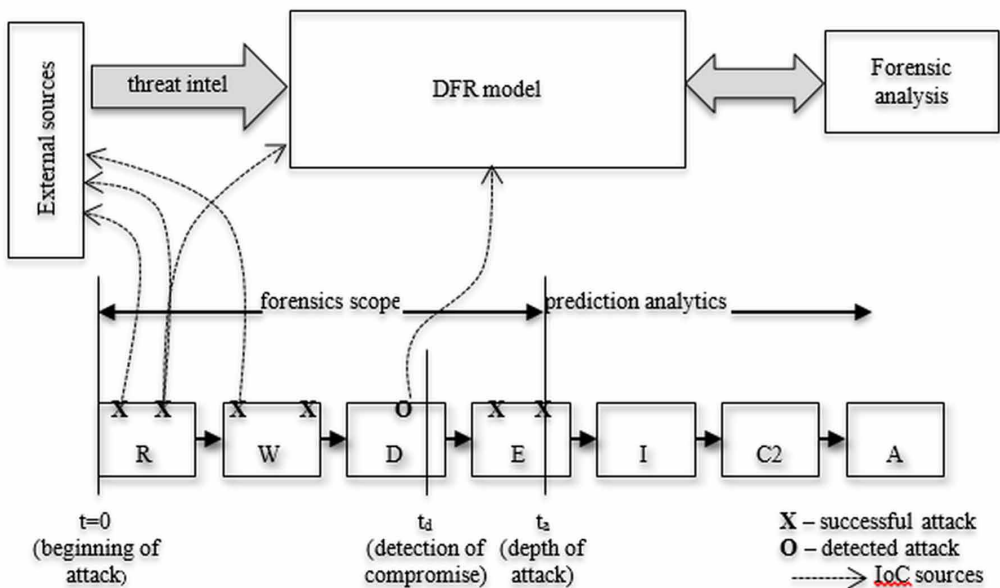 External sources
threat intel
DFR model
Forensic
analysis
forensics scope
prediction analytics
X X X X O X X
R W D E I C2 A
t=0
(beginning of
attack)
td
(detection of
compromise)
ta
(depth of
attack)
X – successful attack
O – detected attack
IoC sources